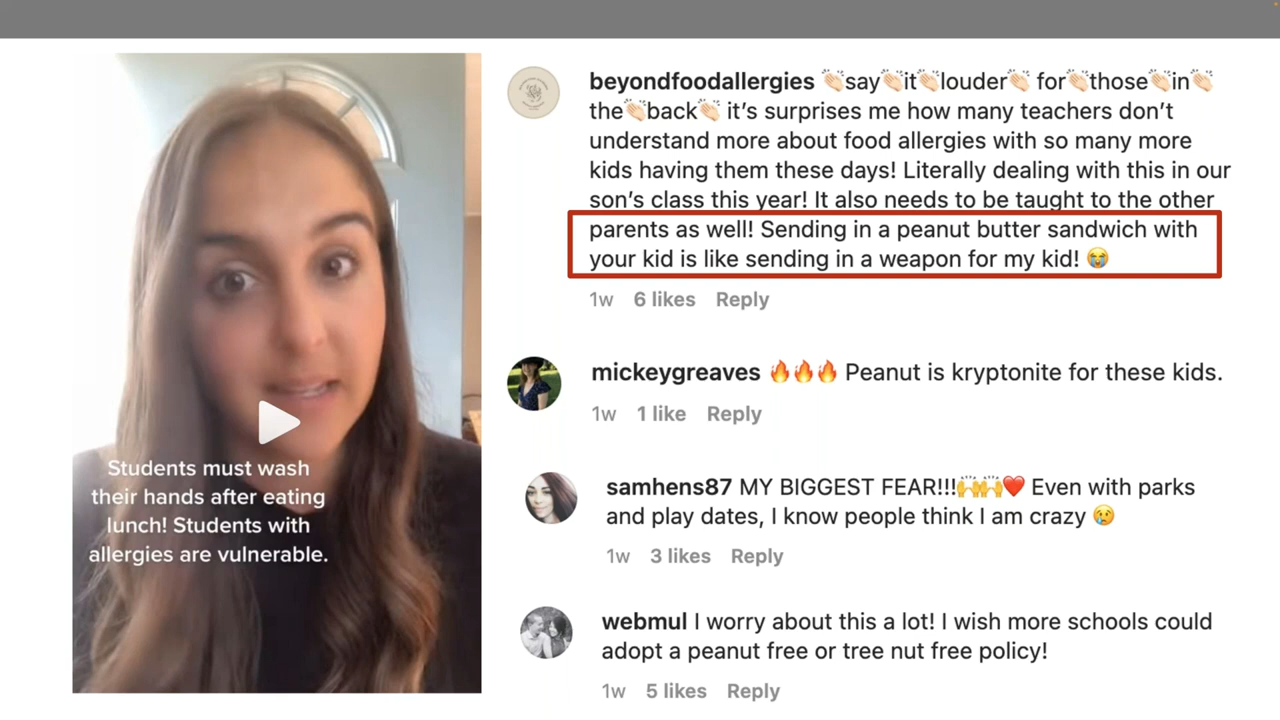 Students must wash
their hands after eating
lunch! Students with
allergies are vulnerable.
beyondfoodallergies 👏🏻say👏🏻it👏🏻louder👏🏻 for👏🏻those👏🏻in👏🏻
the👏🏻back👏🏻 it's surprises me how many teachers don't
understand more about food allergies with so many more
kids having them these days! Literally dealing with this in our
son's class this year! It also needs to be taught to the other
parents as well! Sending in a peanut butter sandwich with
your kid is like sending in a weapon for my kid! 😭
1w 6 likes Reply
mickeygreaves 🔥🔥🔥 Peanut is kryptonite for these kids.
1w 1 like Reply
samhens87 MY BIGGEST FEAR!!!🙌🙌❤️ Even with parks
and play dates, I know people think I am crazy 😢
1w 3 likes Reply
webmul I worry about this a lot! I wish more schools could
adopt a peanut free or tree nut free policy!
1w 5 likes Reply